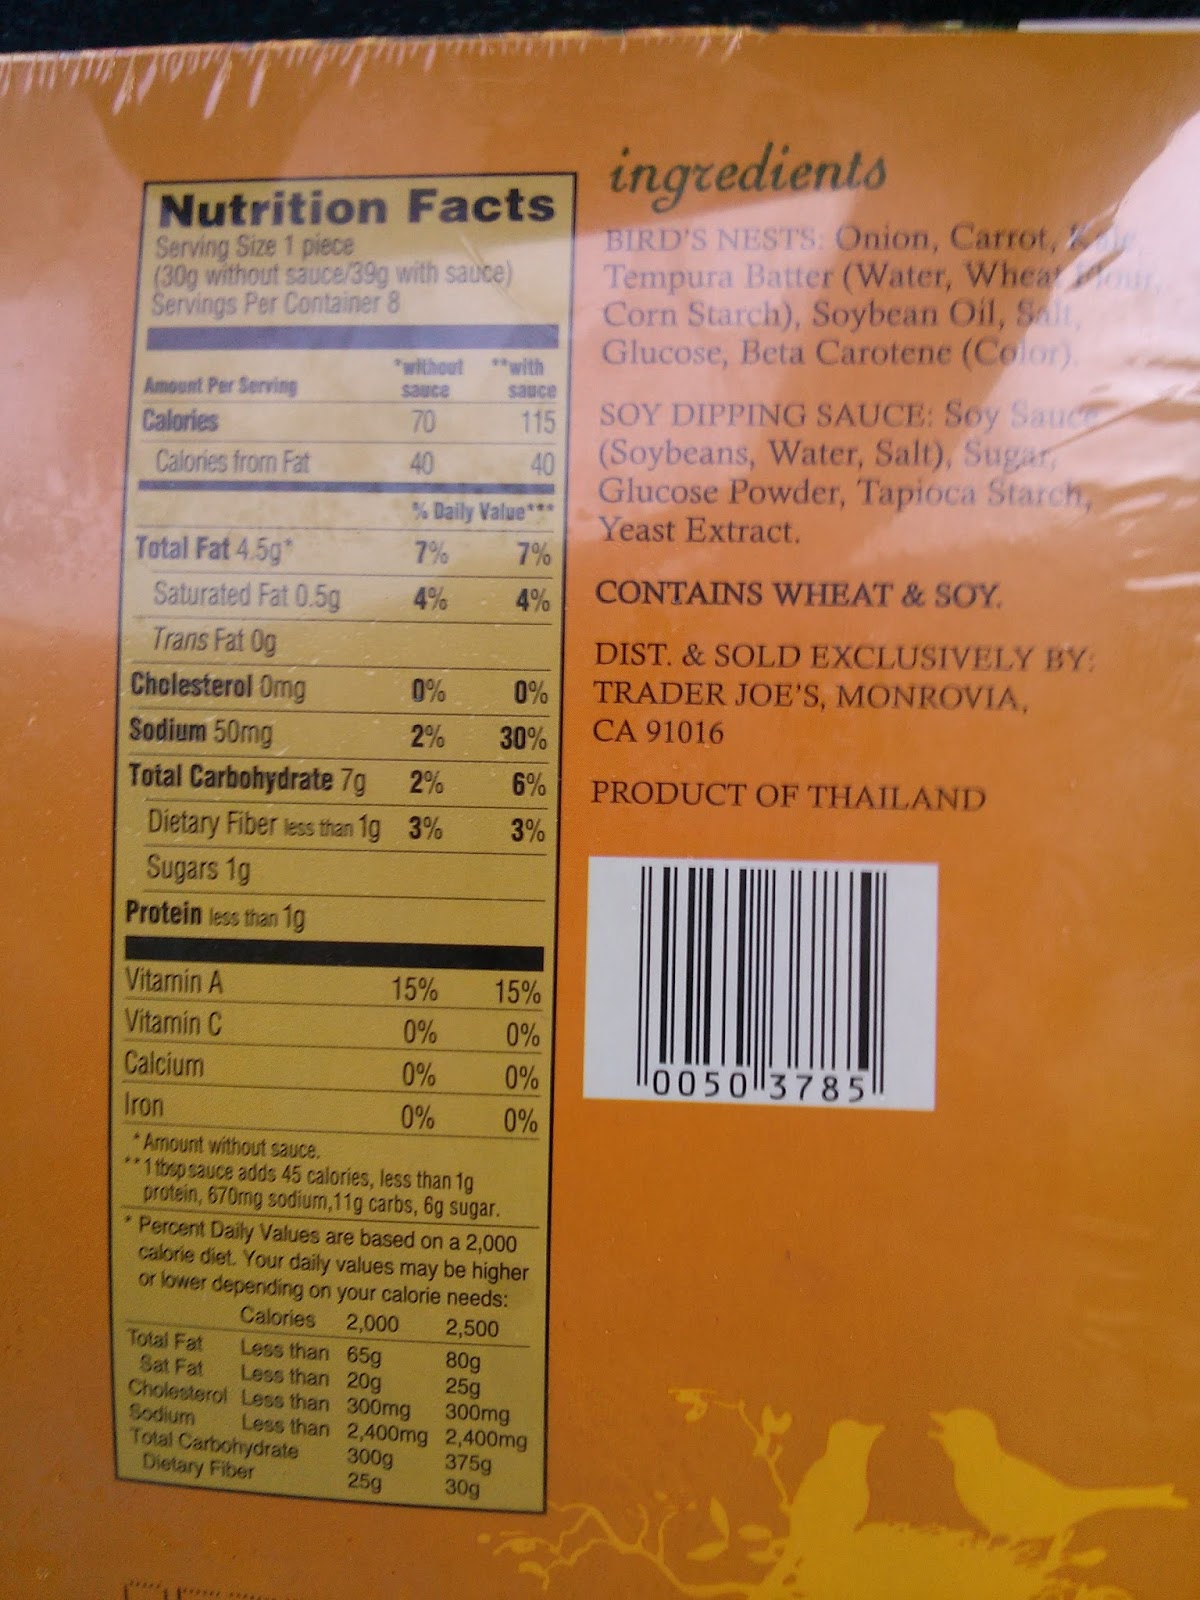 Nutrition Facts
Serving Size 1 piece
(30g without sauce/39g with sauce)
Servings Per Container 8
*without **with
Amount Per Serving sauce sauce
Calories 70 115
Calories from Fat 40 40
% Daily Value***
Total Fat 4.5g* 7% 7%
Saturated Fat 0.5g 4% 4%
Trans Fat 0g
Cholesterol 0mg 0% 0%
Sodium 50mg 2% 30%
Total Carbohydrate 7g 2% 6%
Dietary Fiber less than 1g 3% 3%
Sugars 1g
Protein less than 1g
Vitamin A 15% 15%
Vitamin C 0% 0%
Calcium 0% 0%
Iron 0% 0%
*Amount without sauce.
**1 tbsp sauce adds 45 calories, less than 1g
protein, 670mg sodium, 11g carbs, 6g sugar.
* Percent Daily Values are based on a 2,000
calorie diet. Your daily values may be higher
or lower depending on your calorie needs:
Calories 2,000 2,500
Total Fat Less than 65g 80g
Sat Fat Less than 20g 25g
Cholesterol Less than 300mg 300mg
Sodium Less than 2,400mg 2,400mg
Total Carbohydrate 300g 375g
Dietary Fiber 25g 30g
ingredients
BIRD'S NESTS: Onion, Carrot, Kale,
Tempura Batter (Water, Wheat Flour,
Corn Starch), Soybean Oil, Salt,
Glucose, Beta Carotene (Color).
SOY DIPPING SAUCE: Soy Sauce
(Soybeans, Water, Salt), Sugar,
Glucose Powder, Tapioca Starch,
Yeast Extract.
CONTAINS WHEAT & SOY.
DIST. & SOLD EXCLUSIVELY BY:
TRADER JOE'S, MONROVIA,
CA 91016
PRODUCT OF THAILAND
0050 3785